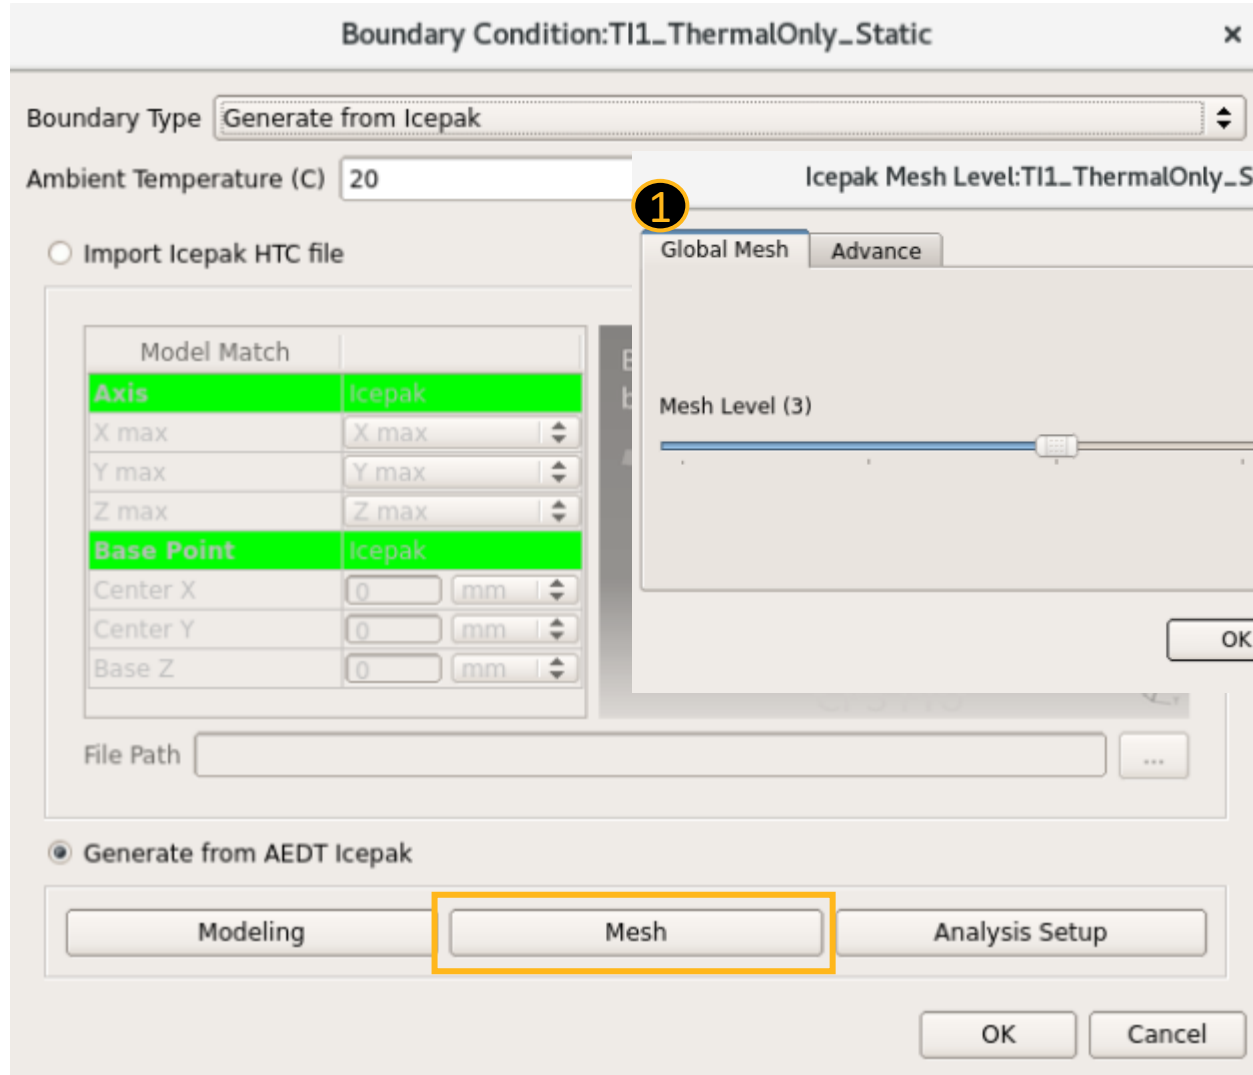 Boundary Condition:TI1_ThermalOnly_Static
Boundary Type Generate from Icepak
Ambient Temperature (C) 20
Icepak Mesh Level:TI1_ThermalOnly_S
1
Import Icepak HTC file
Global Mesh Advance
Model Match
Axis Icepak
X max X max
Y max Y max
Z max Z max
Mesh Level (3)
Base Point Icepak
Center X 0 mm
Center Y 0 mm
Base Z 0 mm
OK
File Path ...
Generate from AEDT Icepak
Modeling Mesh Analysis Setup
OK Cancel